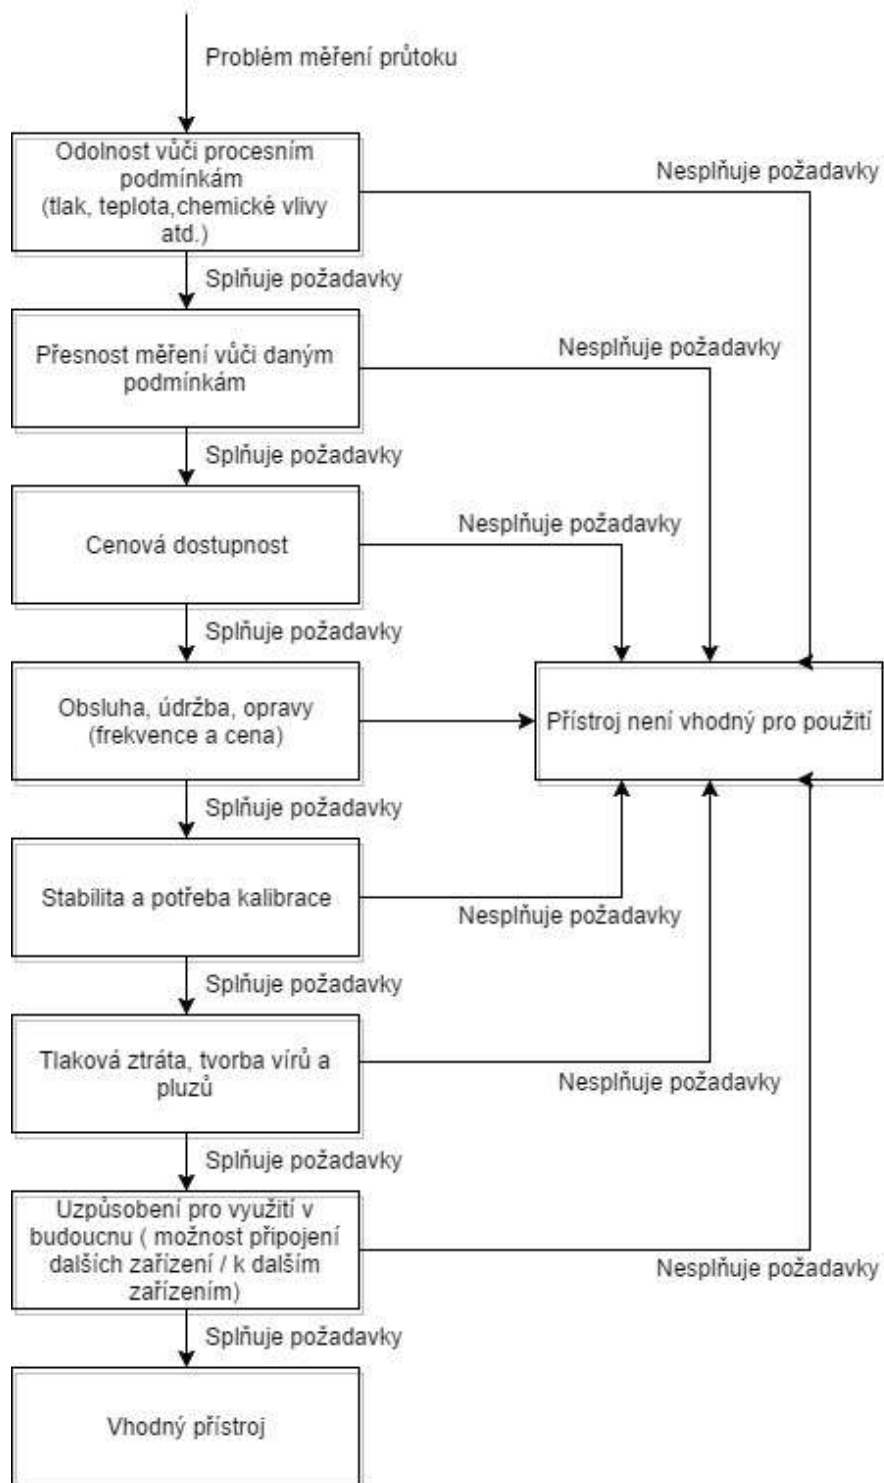 Problém měření průtoku
Odolnost vůči procesním
podmínkám
(tlak, teplota,chemické vlivy
atd.)
Nesplňuje požadavky
Splňuje požadavky
Přesnost měření vůči daným
podmínkám
Nesplňuje požadavky
Splňuje požadavky
Cenová dostupnost
Nesplňuje požadavky
Splňuje požadavky
Obsluha, údržba, opravy
(frekvence a cena)
Přístroj není vhodný pro použití
Splňuje požadavky
Stabilita a potřeba kalibrace
Nesplňuje požadavky
Splňuje požadavky
Tlaková ztráta, tvorba vírů a
pluzů
Nesplňuje požadavky
Splňuje požadavky
Uzpůsobení pro využití v
budoucnu ( možnost připojení
dalších zařízení / k dalším
zařízením)
Nesplňuje požadavky
Splňuje požadavky
Vhodný přístroj